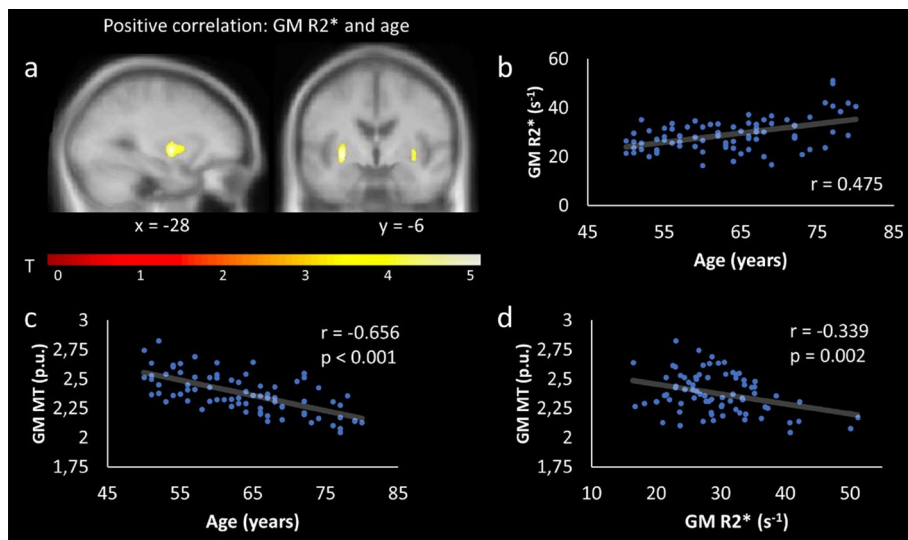 Positive correlation: GM R2* and age
a
x = -28
y = -6
T
0 1 2 3 4 5
b
60
40
20
0
GM R2* (s-1)
r = 0.475
45 55 65 75 85
Age (years)
c
3
2,75
2,5
2,25
2
1,75
GM MT (p.u.)
r = -0.656
p < 0.001
45 55 65 75 85
Age (years)
d
3
2,75
2,5
2,25
2
1,75
GM MT (p.u.)
r = -0.339
p = 0.002
10 20 30 40 50
GM R2* (s-1)